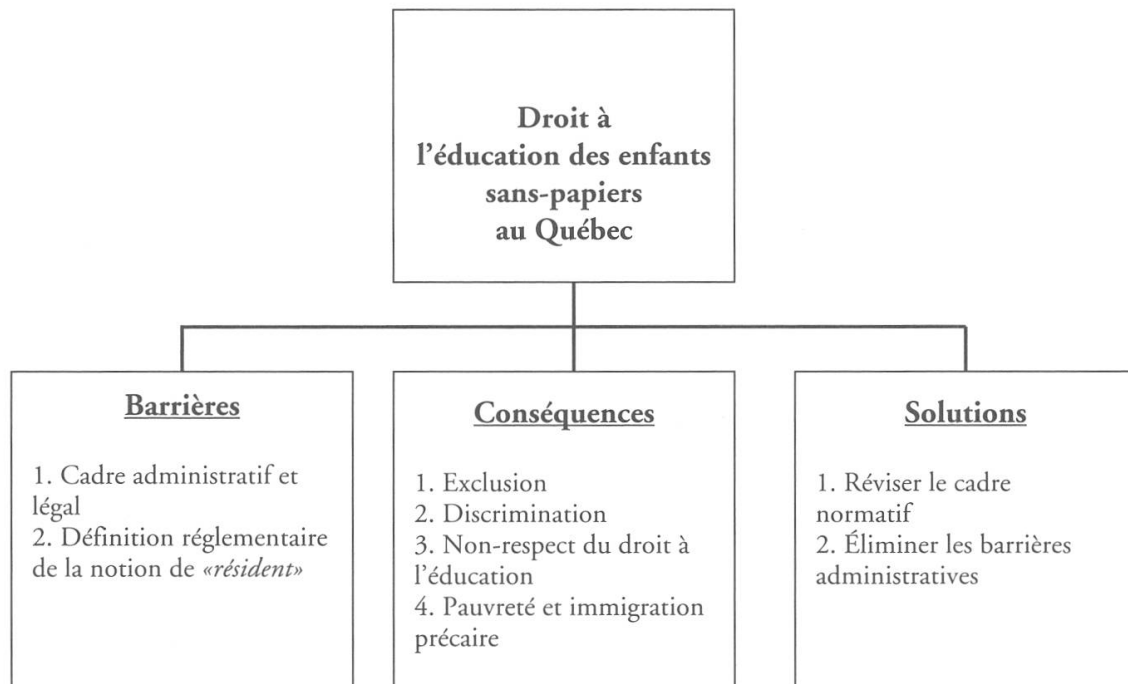 Droit à
l'éducation des enfants
sans-papiers
au Québec
Barrières
1. Cadre administratif et
légal
2. Définition réglementaire
de la notion de «résident»
Conséquences
1. Exclusion
2. Discrimination
3. Non-respect du droit à
l'éducation
4. Pauvreté et immigration
précaire
Solutions
1. Réviser le cadre
normatif
2. Éliminer les barrières
administratives